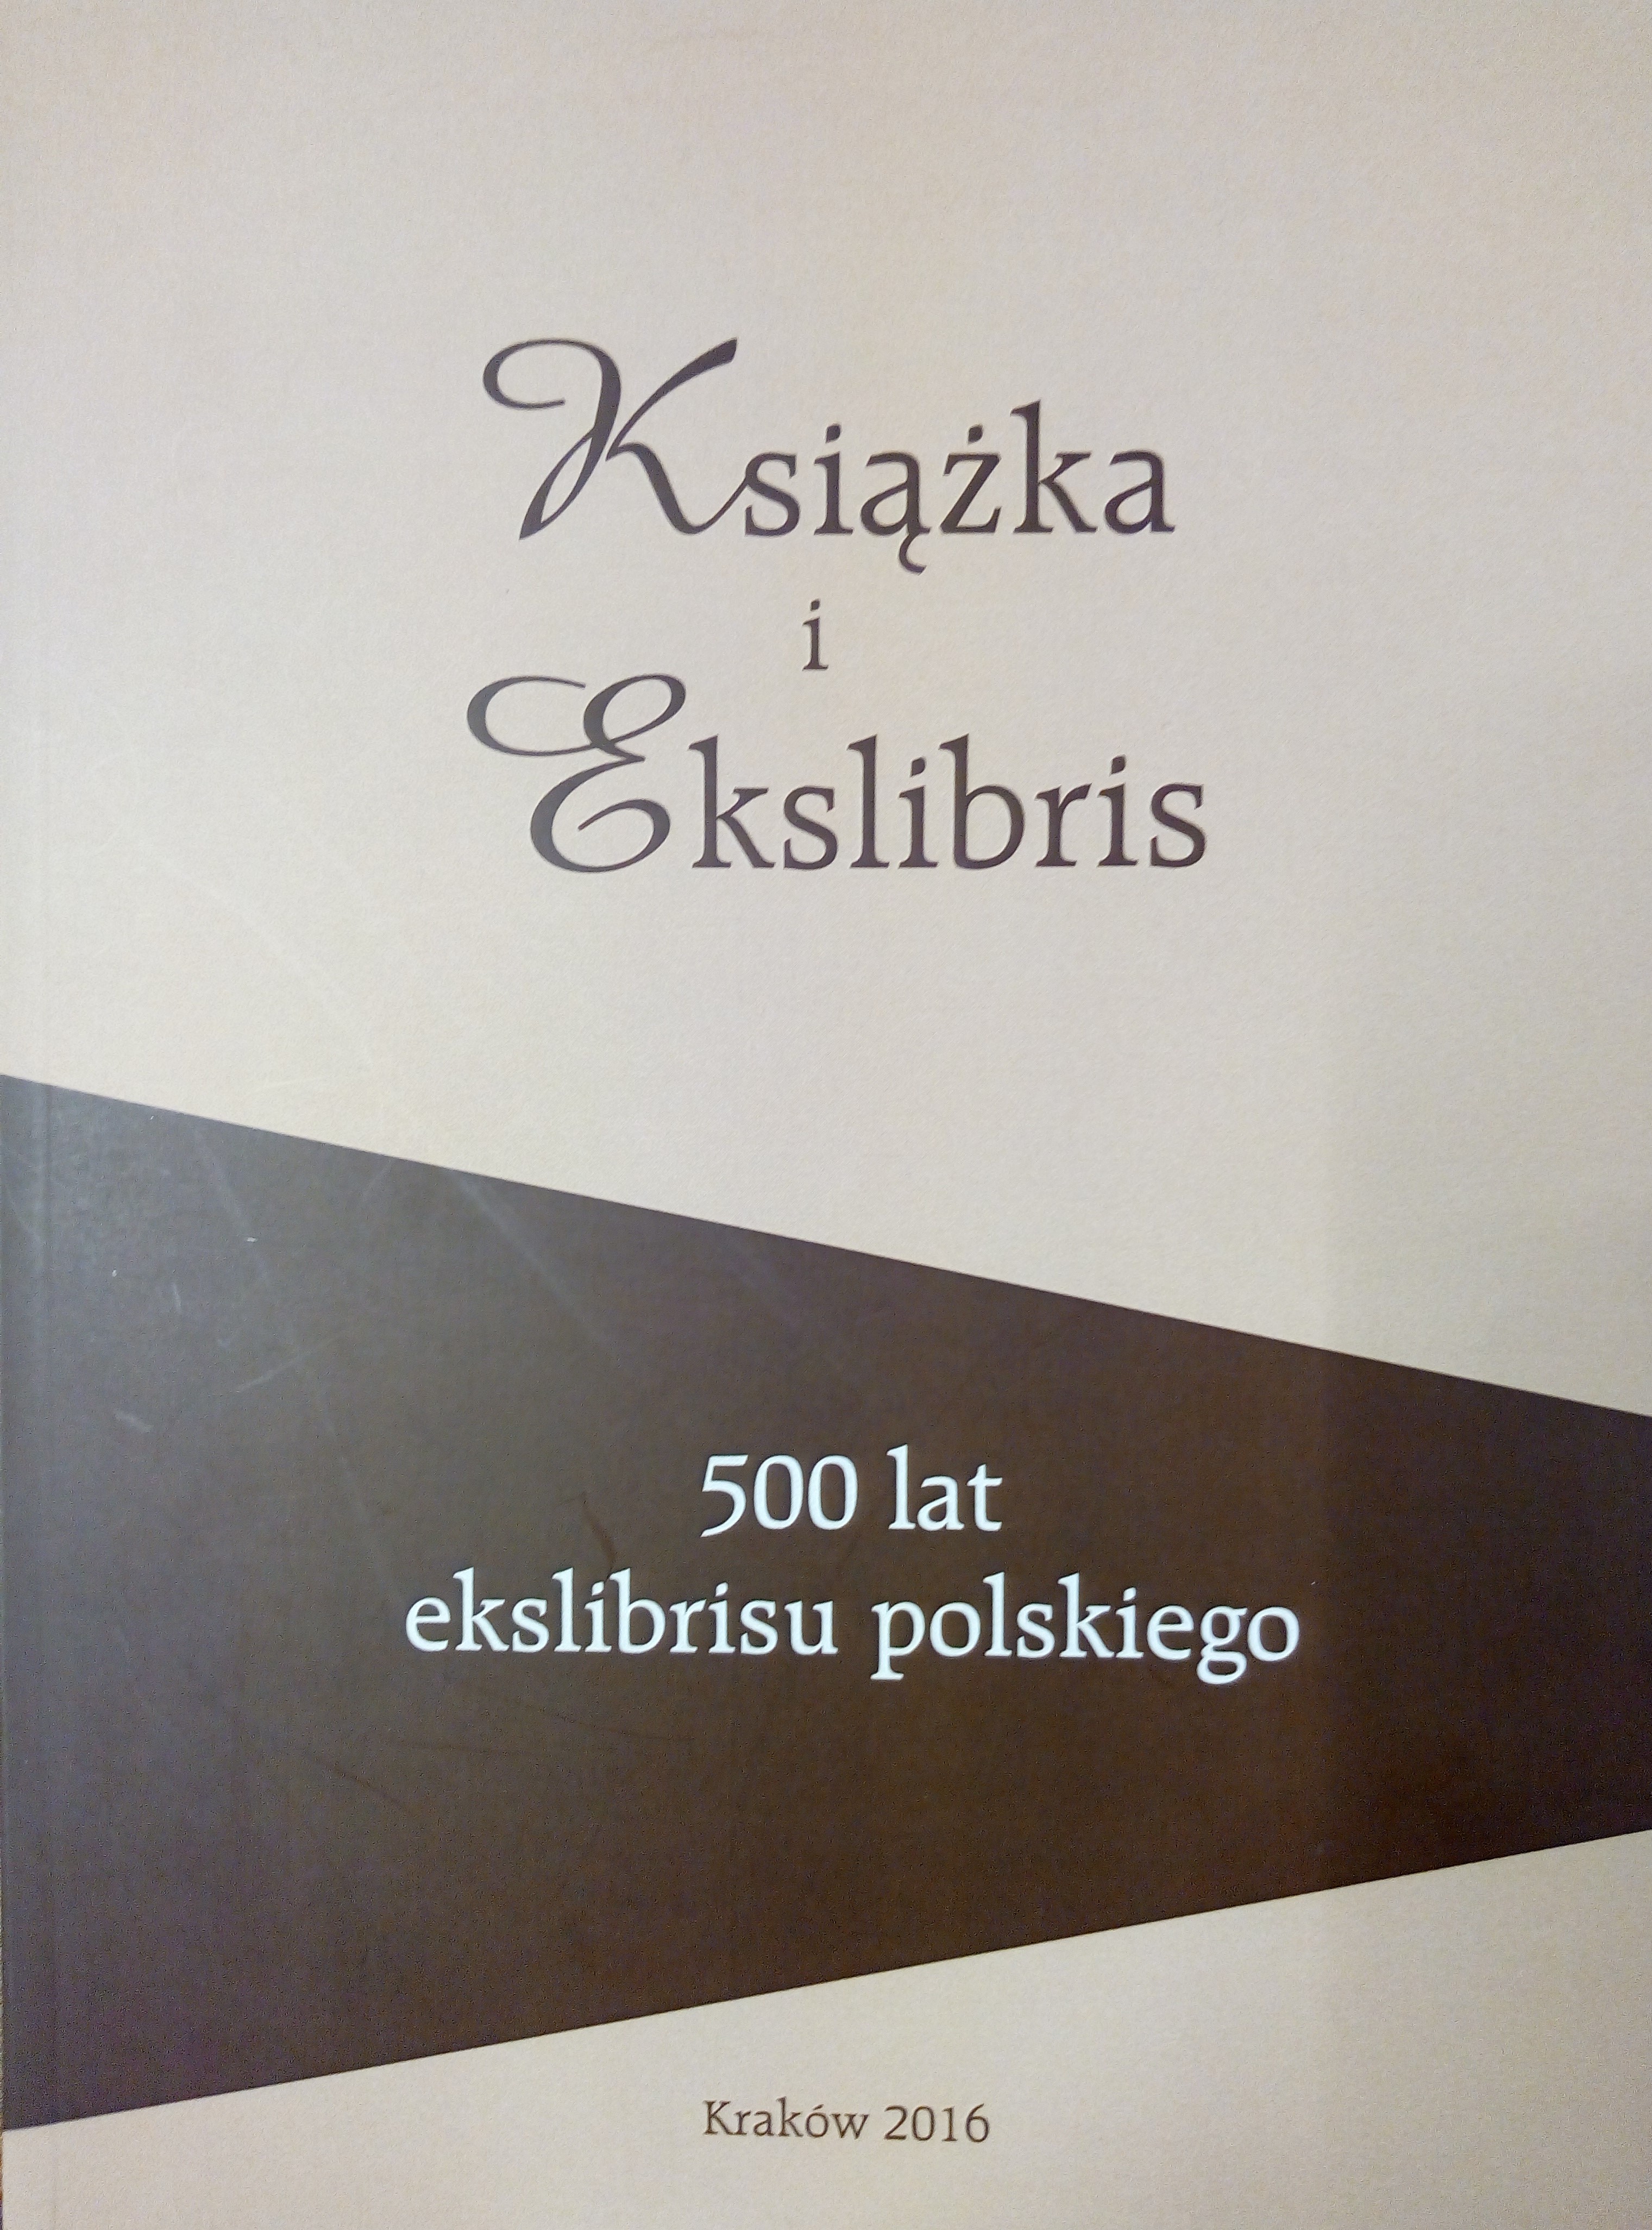 Książka
i
Ekslibris
500 lat
ekslibrisu polskiego
Kraków 2016